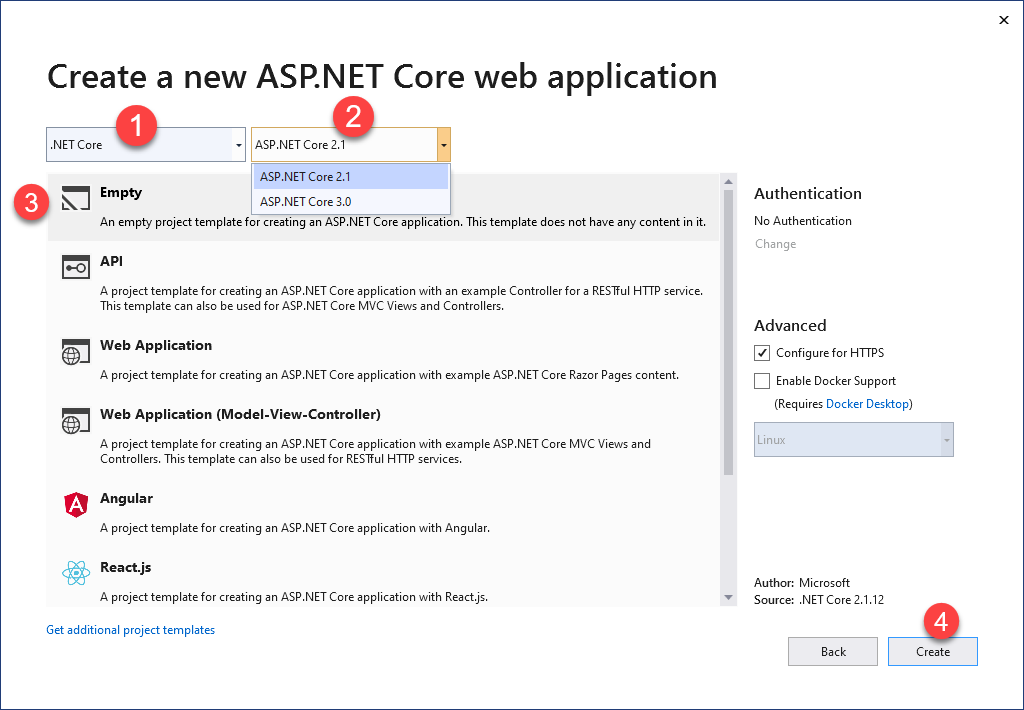 Create a new ASP.NET Core web application
1
2
.NET Core
ASP.NET Core 2.1
ASP.NET Core 2.1
ASP.NET Core 3.0
3
Empty
An empty project template for creating an ASP.NET Core application. This template does not have any content in it.
API
A project template for creating an ASP.NET Core application with an example Controller for a RESTful HTTP service.
This template can also be used for ASP.NET Core MVC Views and Controllers.
Web Application
A project template for creating an ASP.NET Core application with example ASP.NET Core Razor Pages content.
Web Application (Model-View-Controller)
A project template for creating an ASP.NET Core application with example ASP.NET Core MVC Views and
Controllers. This template can also be used for RESTful HTTP services.
Angular
A project template for creating an ASP.NET Core application with Angular.
React.js
A project template for creating an ASP.NET Core application with React.js.
Get additional project templates
Authentication
No Authentication
Change
Advanced
Configure for HTTPS
Enable Docker Support
(Requires Docker Desktop)
Linux
Author: Microsoft
Source: .NET Core 2.1.12
4
Back
Create